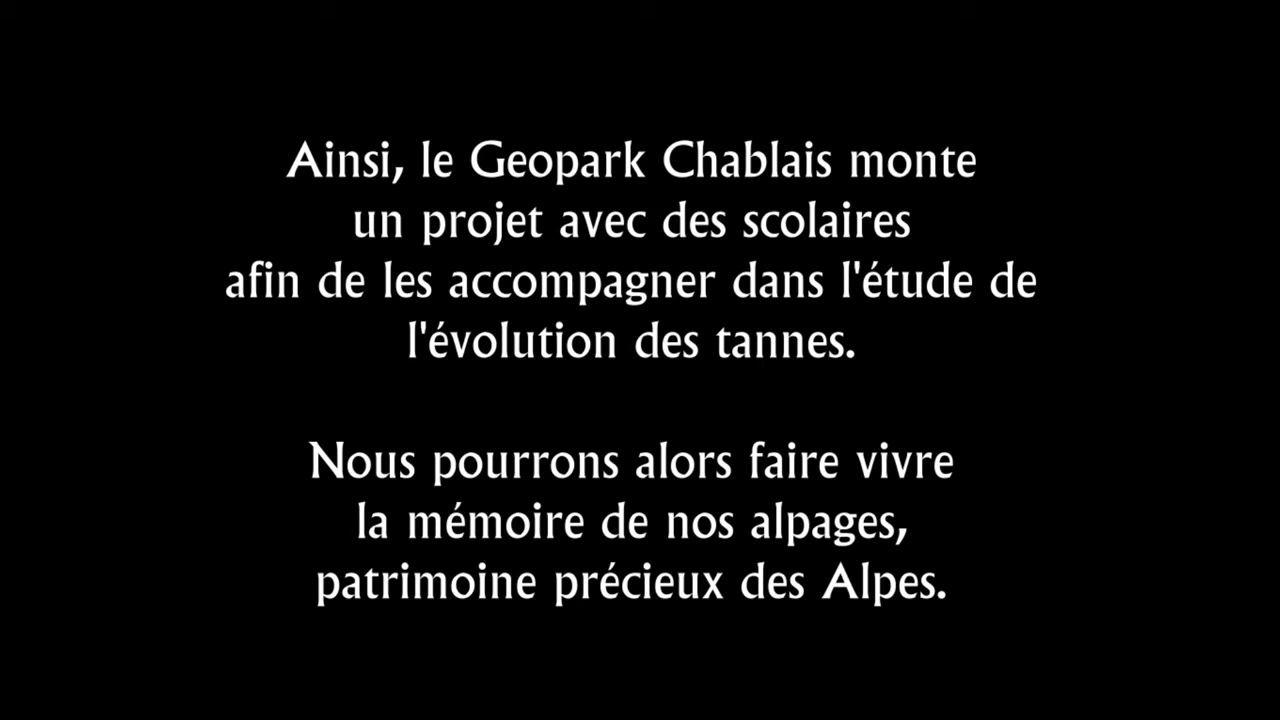 Ainsi, le Geopark Chablais monte
un projet avec des scolaires
afin de les accompagner dans l'étude de
l'évolution des tannes.
Nous pourrons alors faire vivre
la mémoire de nos alpages,
patrimoine précieux des Alpes.